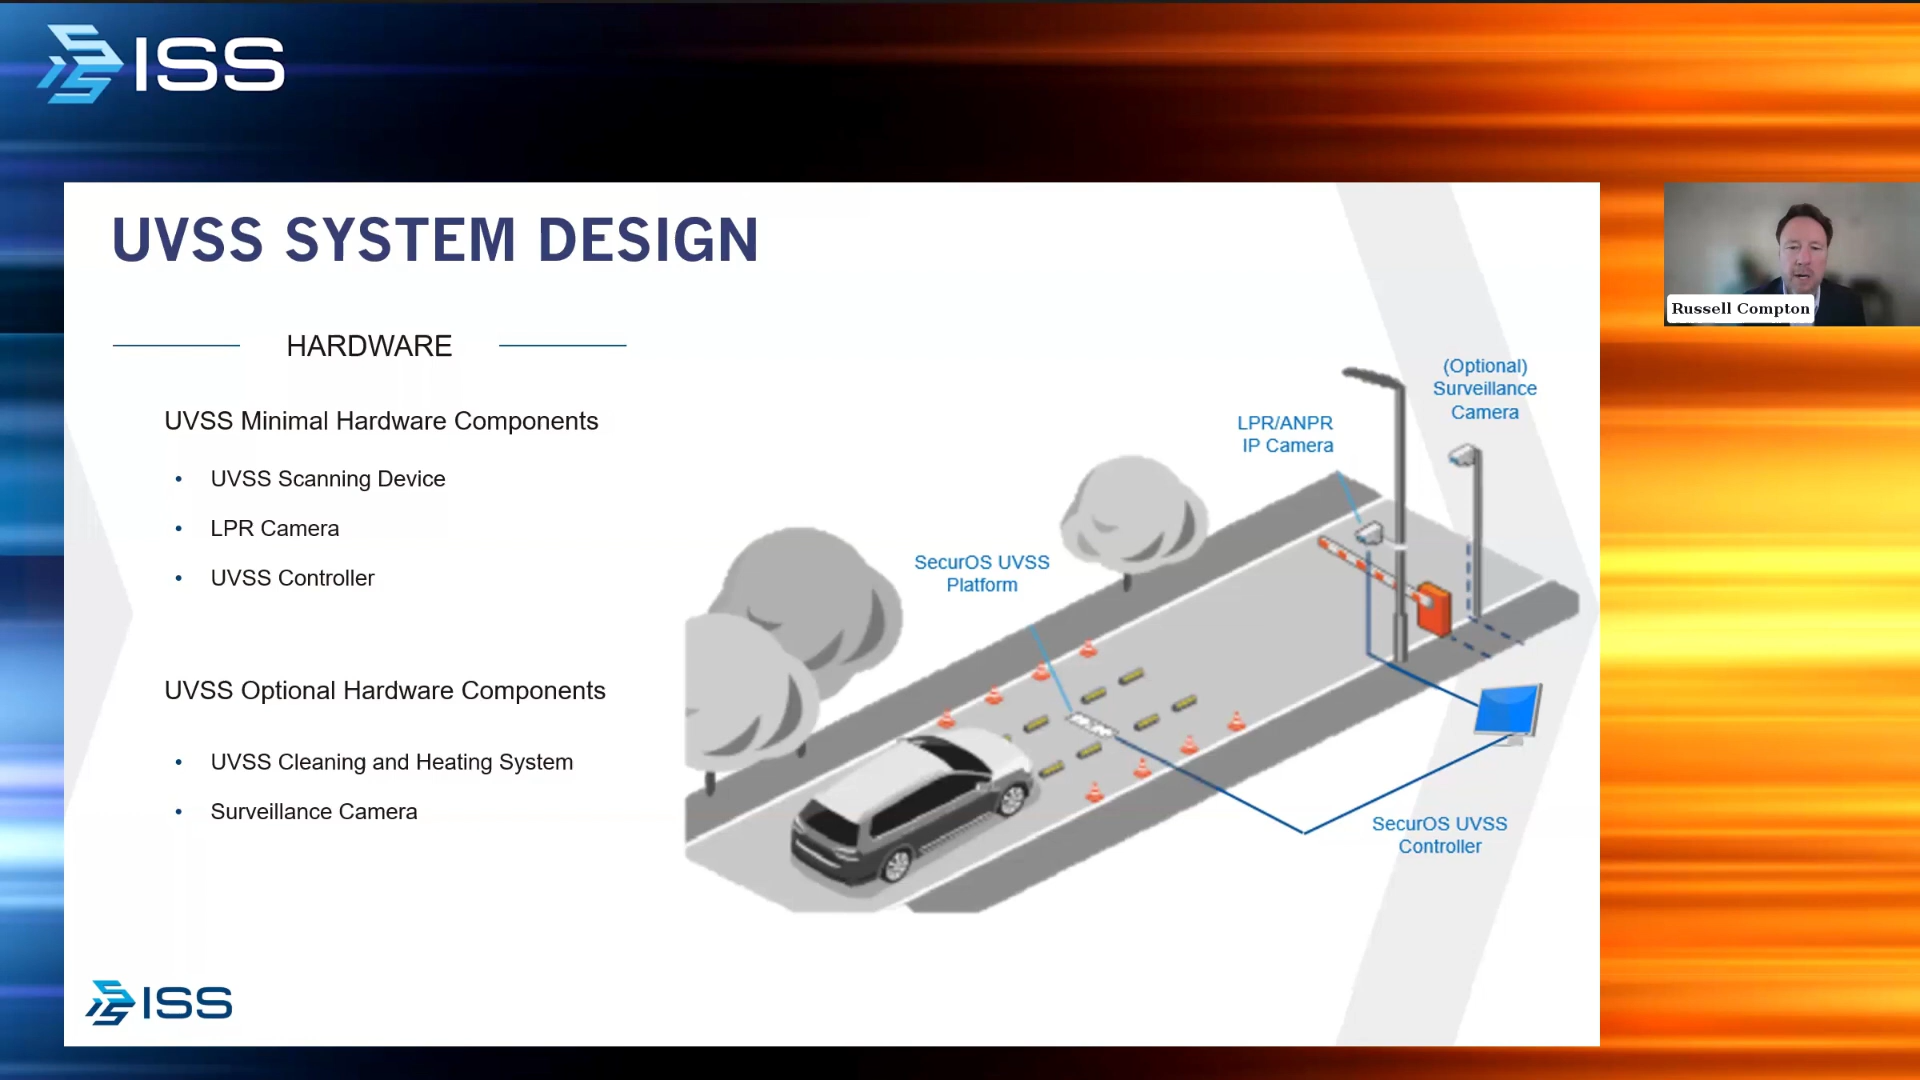 ISS
UVSS SYSTEM DESIGN
HARDWARE
UVSS Minimal Hardware Components
• UVSS Scanning Device
• LPR Camera
• UVSS Controller
UVSS Optional Hardware Components
• UVSS Cleaning and Heating System
• Surveillance Camera
SecurOS UVSS
Platform
LPR/ANPR
IP Camera
(Optional)
Surveillance
Camera
SecurOS UVSS
Controller
ISS
Russell Compton